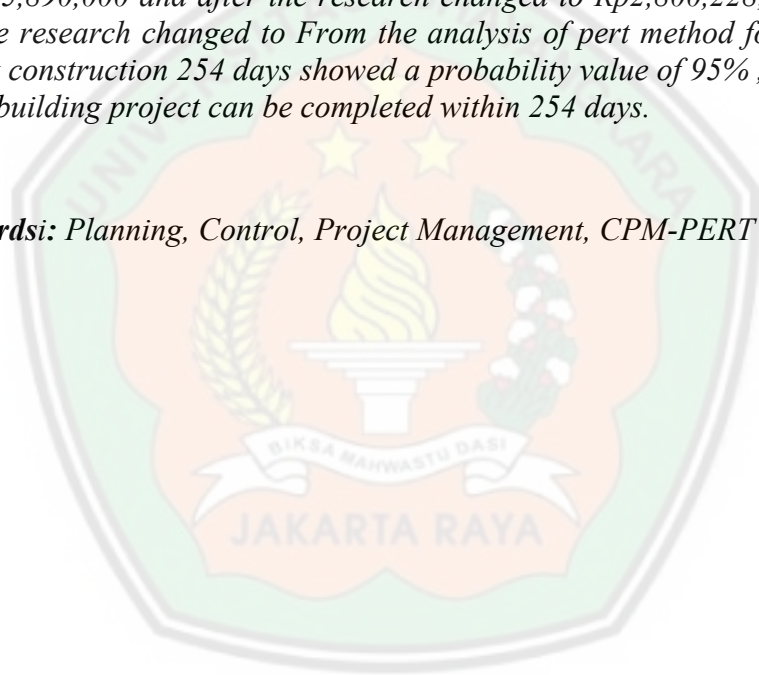 5,890,000 and after the research changed to Rp2,800,228,
e research changed to From the analysis of pert method fo
construction 254 days showed a probability value of 95% ,
building project can be completed within 254 days.
rdsi: Planning, Control, Project Management, CPM-PERT
BIKSA MAHWASTU DASI
JAKARTA RAYA